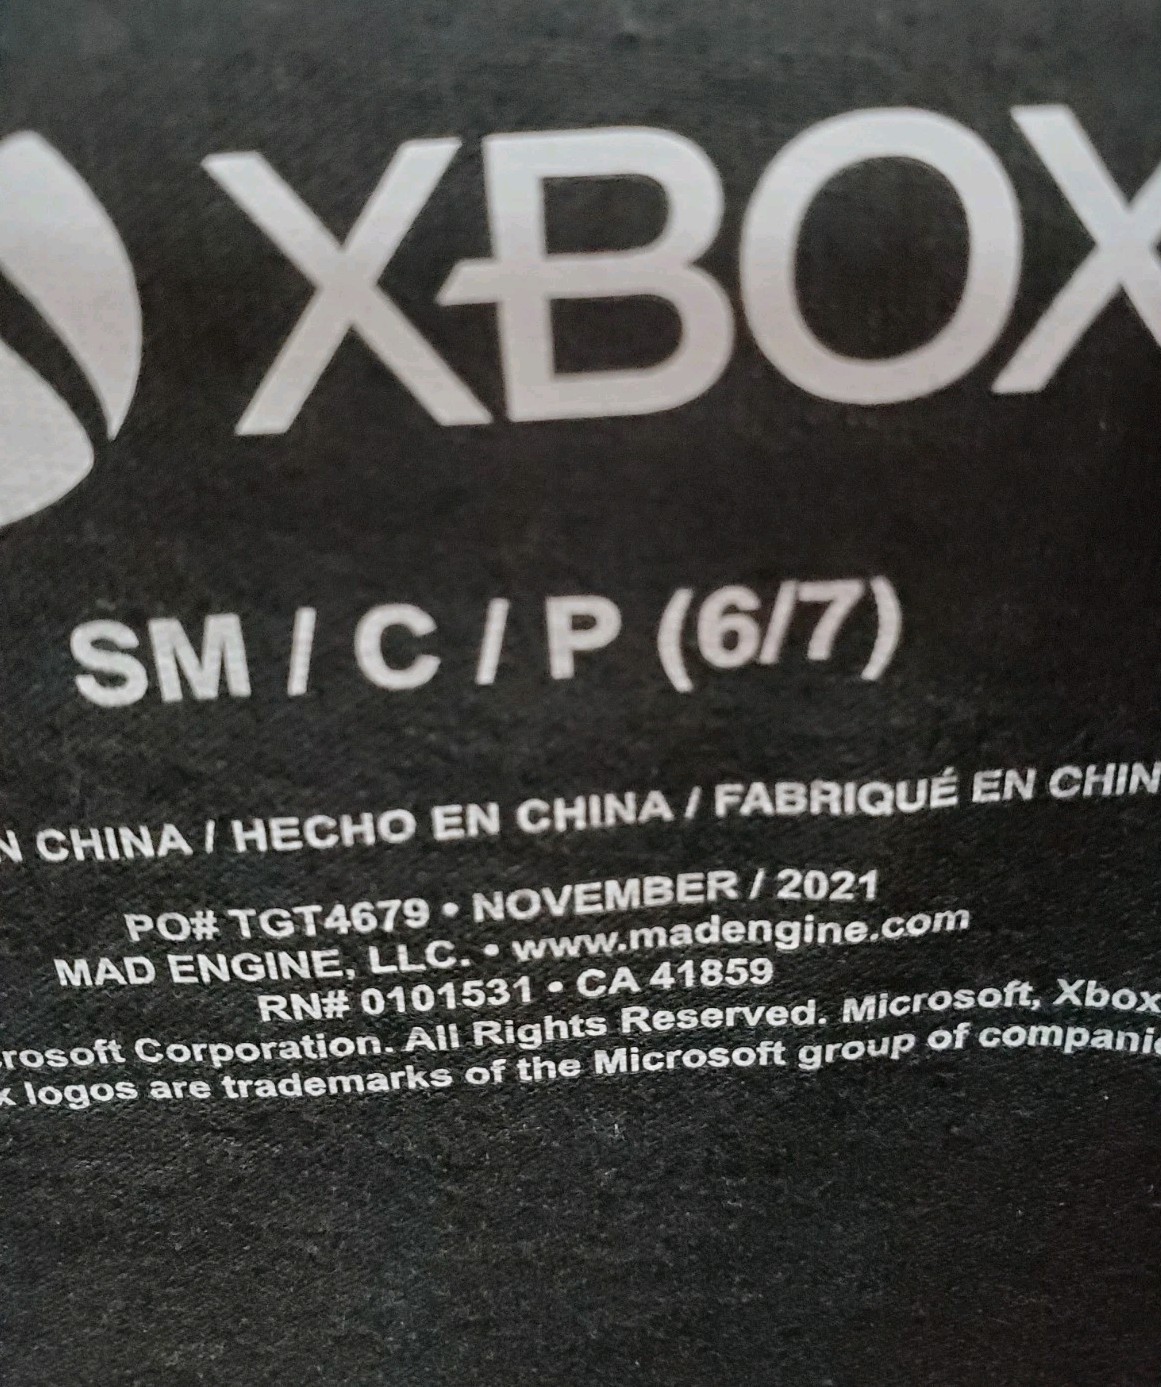 XBOX
SM / C / P (6/7)
N CHINA / HECHO EN CHINA / FABRIQUÉ EN CHIN
PO# TGT4679 • NOVEMBER / 2021
MAD ENGINE, LLC. • www.madengine.com
RN# 0101531 • CA 41859
rosoft Corporation. All Rights Reserved. Microsoft, Xbox
x logos are trademarks of the Microsoft group of companie